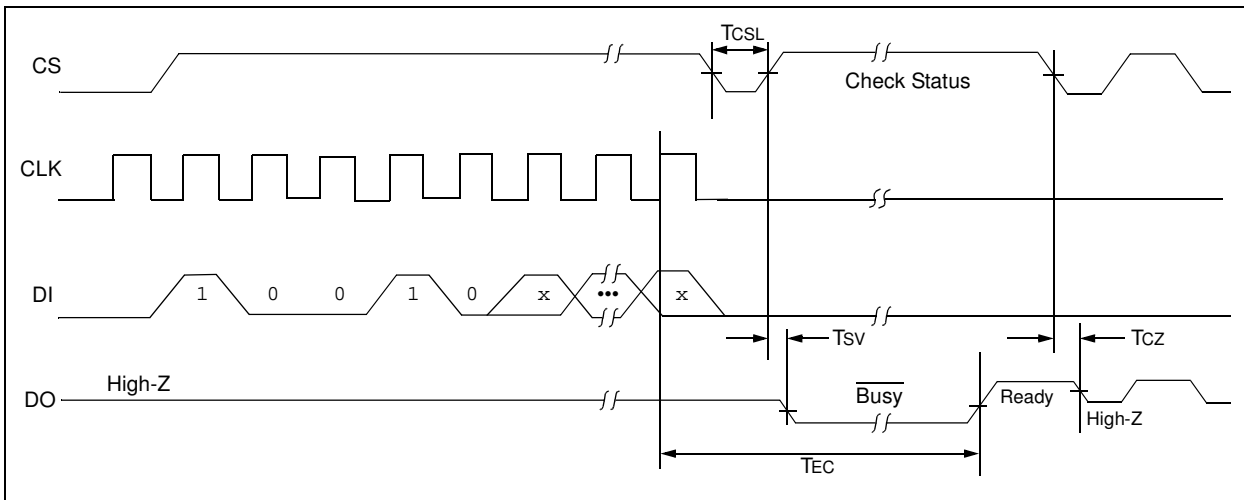 TCSL
CS
Check Status
CLK
DI
1 0 0 1 0 x ••• x
TSV
TCZ
High-Z
DO
Busy
Ready
High-Z
TEC